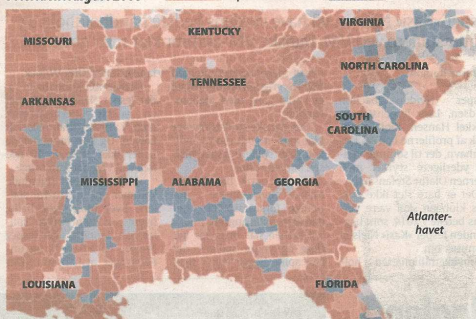 VIRGINIA
KENTUCKY
MISSOURI
NORTH CAROLINA
TENNESSEE
ARKANSAS
SOUTH
CAROLINA
MISSISSIPPI
ALABAMA
GEORGIA
Atlanter-
havet
LOUISIANA
FLORIDA